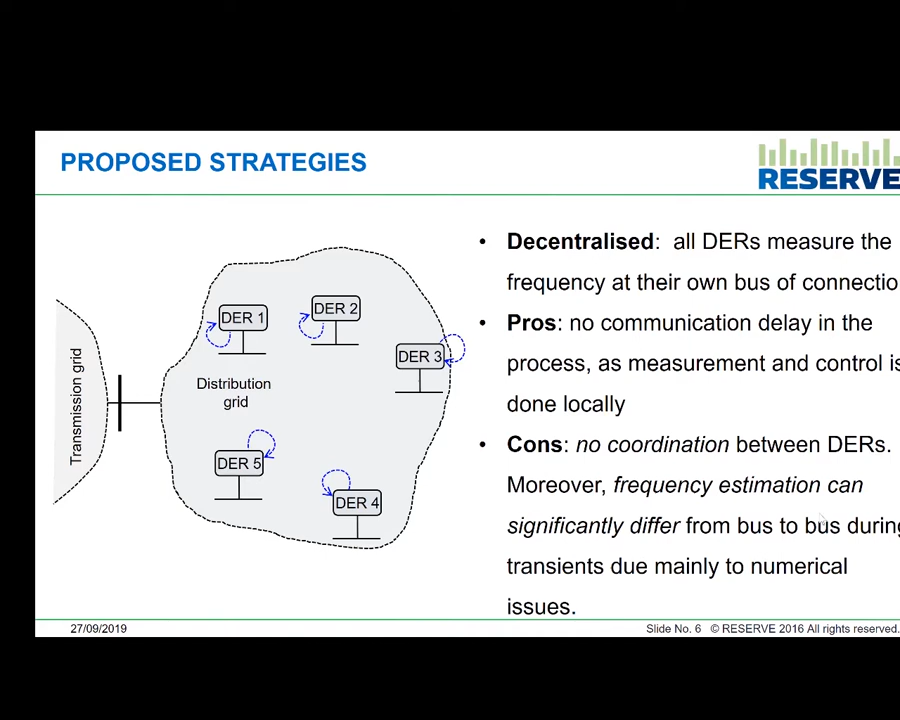 PROPOSED STRATEGIES
RESERVE
DER 1
DER 2
DER 3
Distribution
grid
Transmission grid
DER 5
DER 4
• Decentralised: all DERs measure the
frequency at their own bus of connectio
• Pros: no communication delay in the
process, as measurement and control is
done locally
• Cons: no coordination between DERs.
Moreover, frequency estimation can
significantly differ from bus to bus during
transients due mainly to numerical
issues.
27/09/2019
Slide No. 6 © RESERVE 2016 All rights reserved.